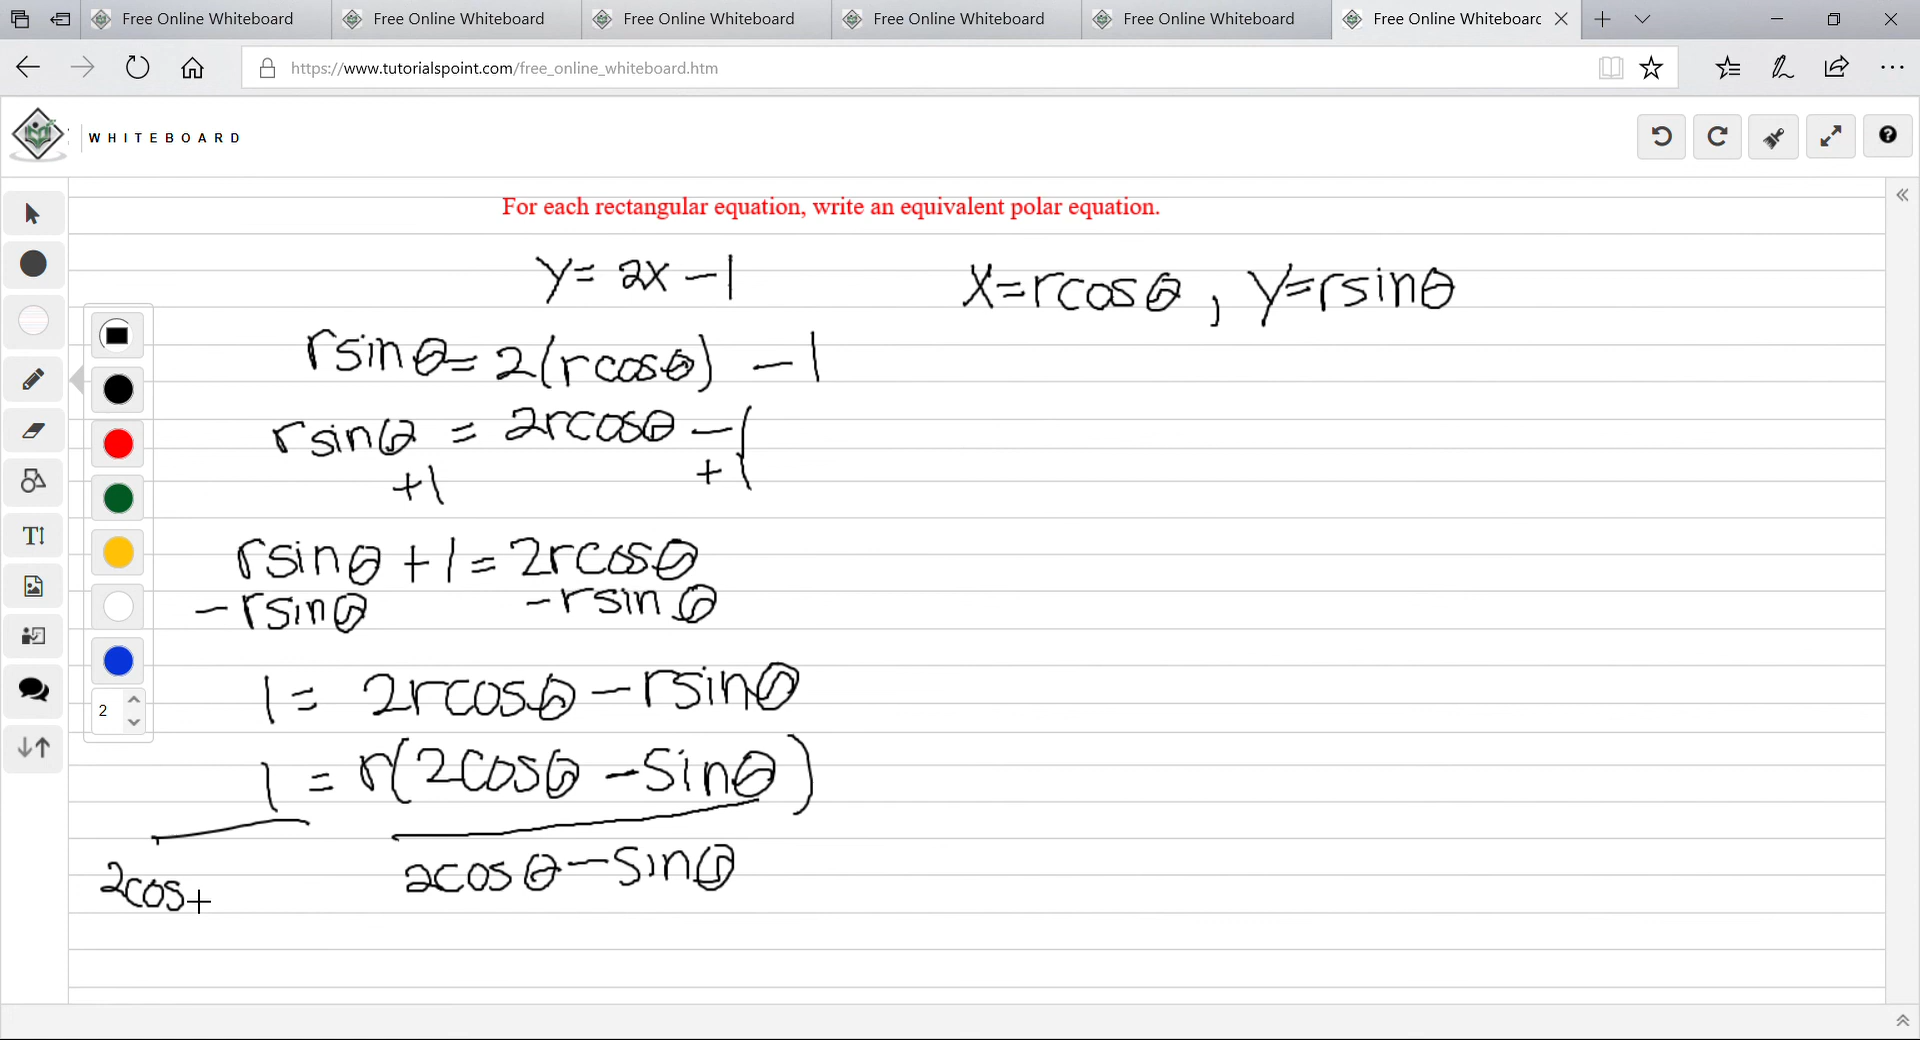 Free Online Whiteboard Free Online Whiteboard Free Online Whiteboard Free Online Whiteboard Free Online Whiteboard Free Online Whiteboarc
https://www.tutorialspoint.com/free_online_whiteboard.htm
WHITEBOARD
For each rectangular equation, write an equivalent polar equation.
y = 2x - 1
x = rcosθ , y = rsinθ
rsinθ = 2(rcosθ) - 1
rsinθ = 2rcosθ - 1
+1 +1
rsinθ + 1 = 2rcosθ
- rsinθ - rsinθ
1 = 2rcosθ - rsinθ
1 = r(2cosθ - sinθ)
2cos 2cosθ - sinθ
T
2
?